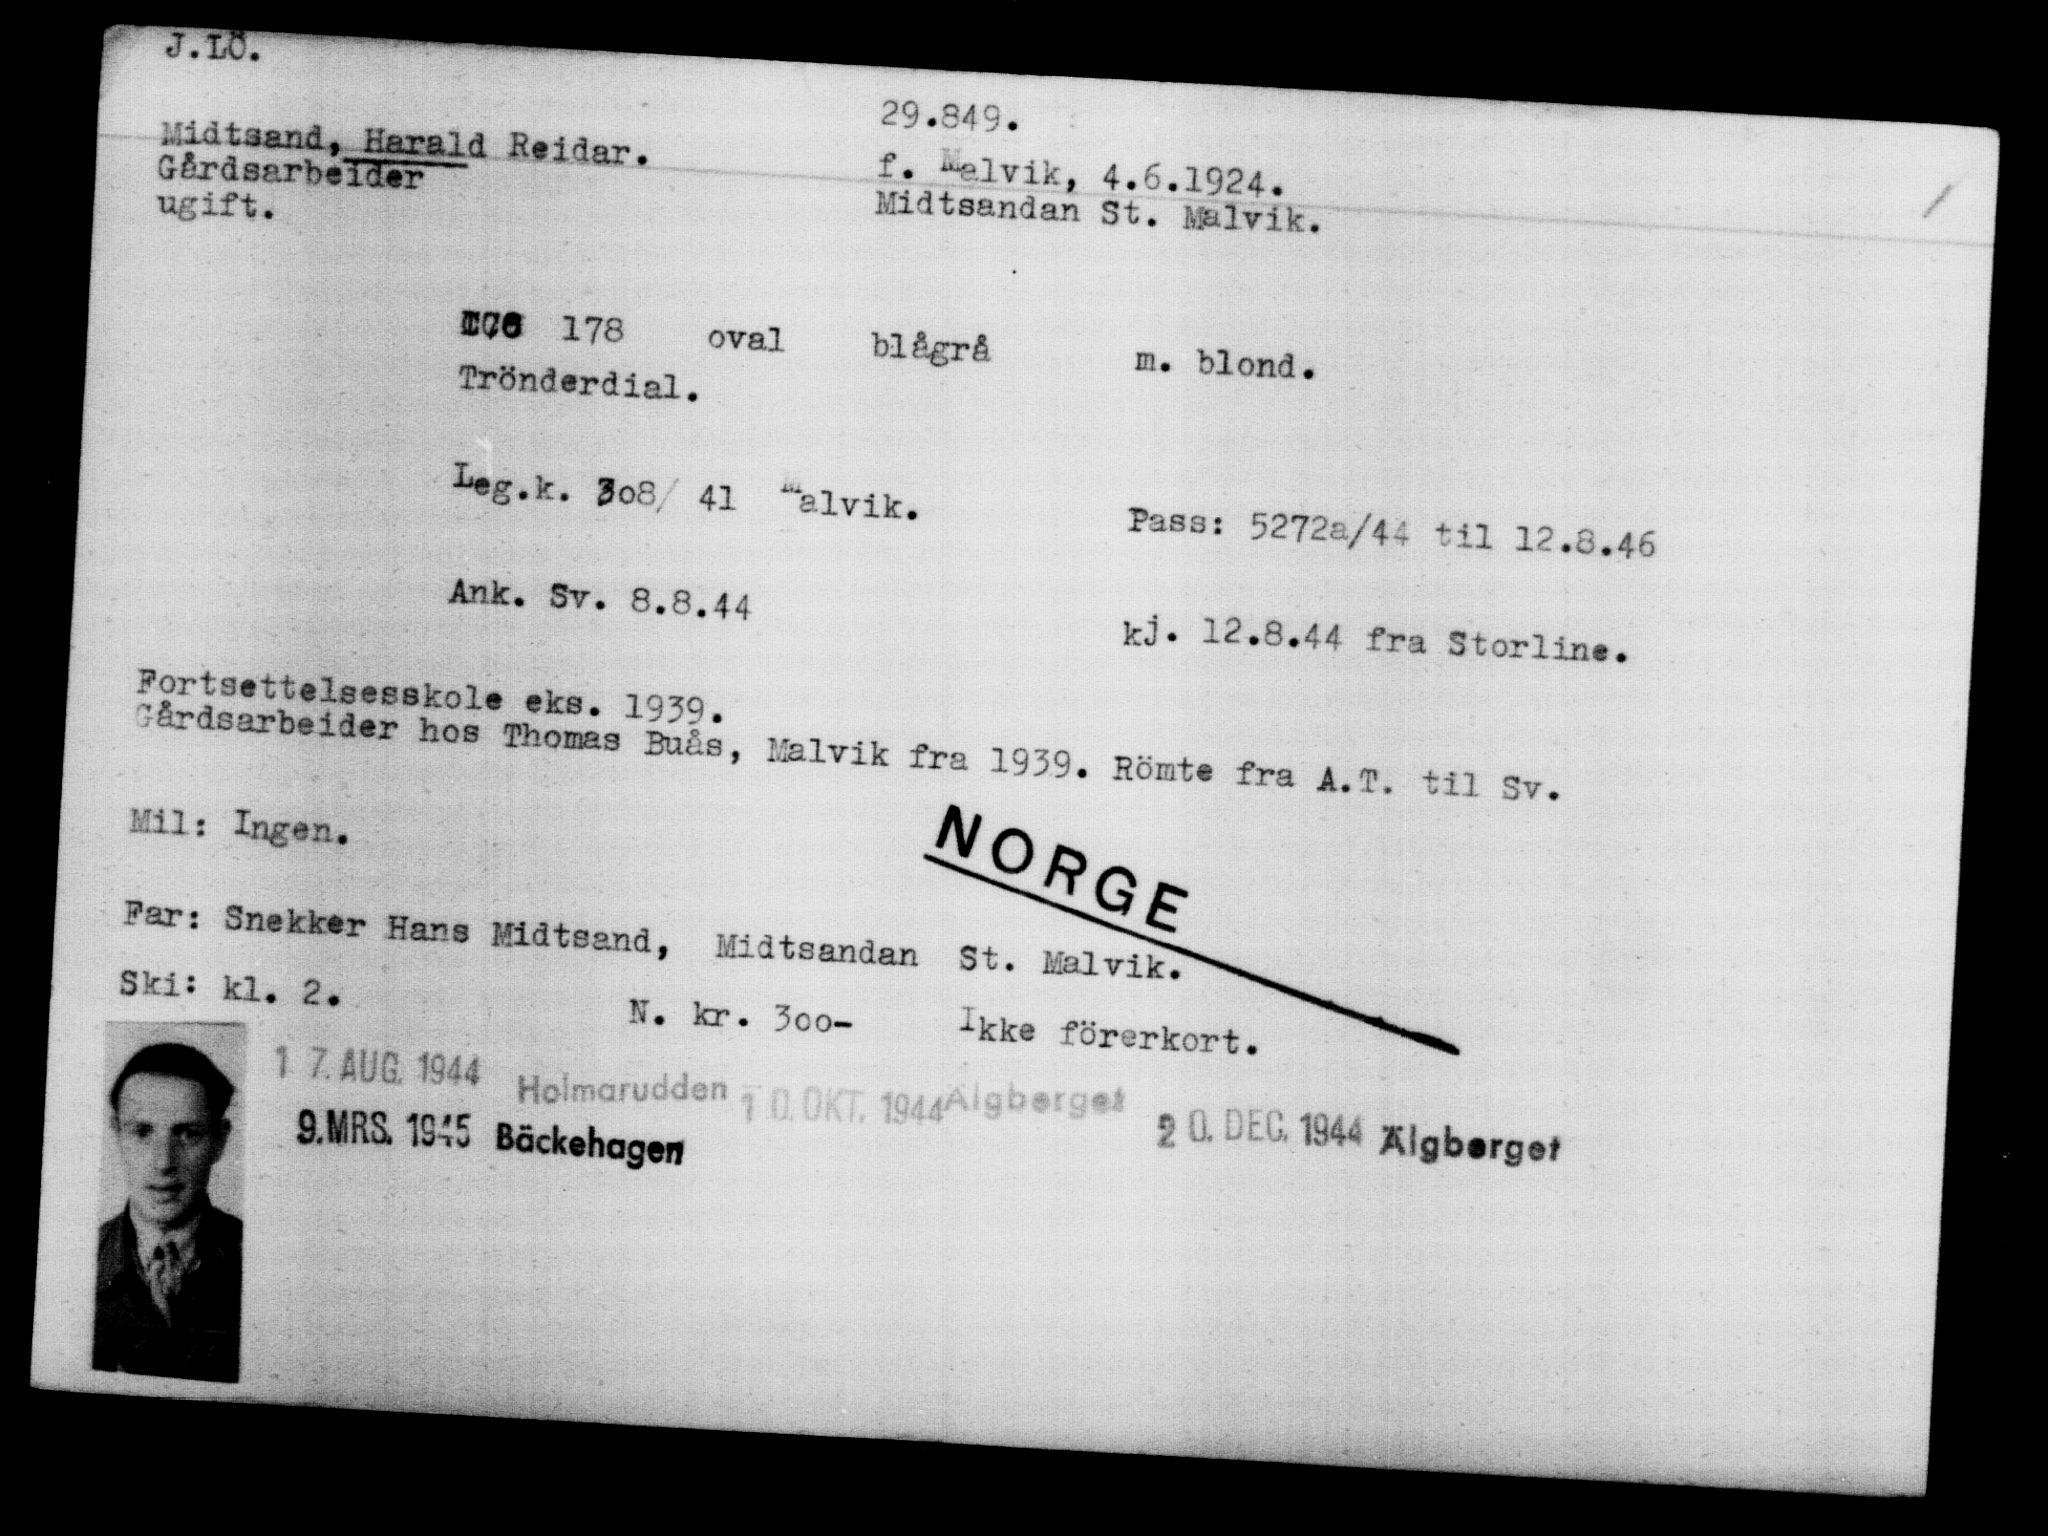 J.LÖ.
29.849.
Midtsand, Harald Reidar.
f. Malvik, 4.6.1924.
Gårdsarbeider
Midtsandan St. Malvik.
ugift.
178 oval blågrå m. blond.
Trönderdial.
Leg.k. 308/ 41 Malvik.
Pass: 5272a/44 til 12.8.46
Ank. Sv. 8.8.44
kj. 12.8.44 fra Storline.
Fortsettelsesskole eks. 1939.
Gårdsarbeider hos Thomas Buås, Malvik fra 1939. Römte fra A.T. til Sv.
Mil: Ingen.
NORGE
Far: Snekker Hans Midtsand, Midtsandan St. Malvik.
Ski: kl. 2. N. kr. 300- Ikke förerkort.
17. AUG. 1944 Holmarudden 10. OKT. 1944 Älgberget
20. DEC. 1944 Älgberget
9. MRS. 1945 Bäckehagen